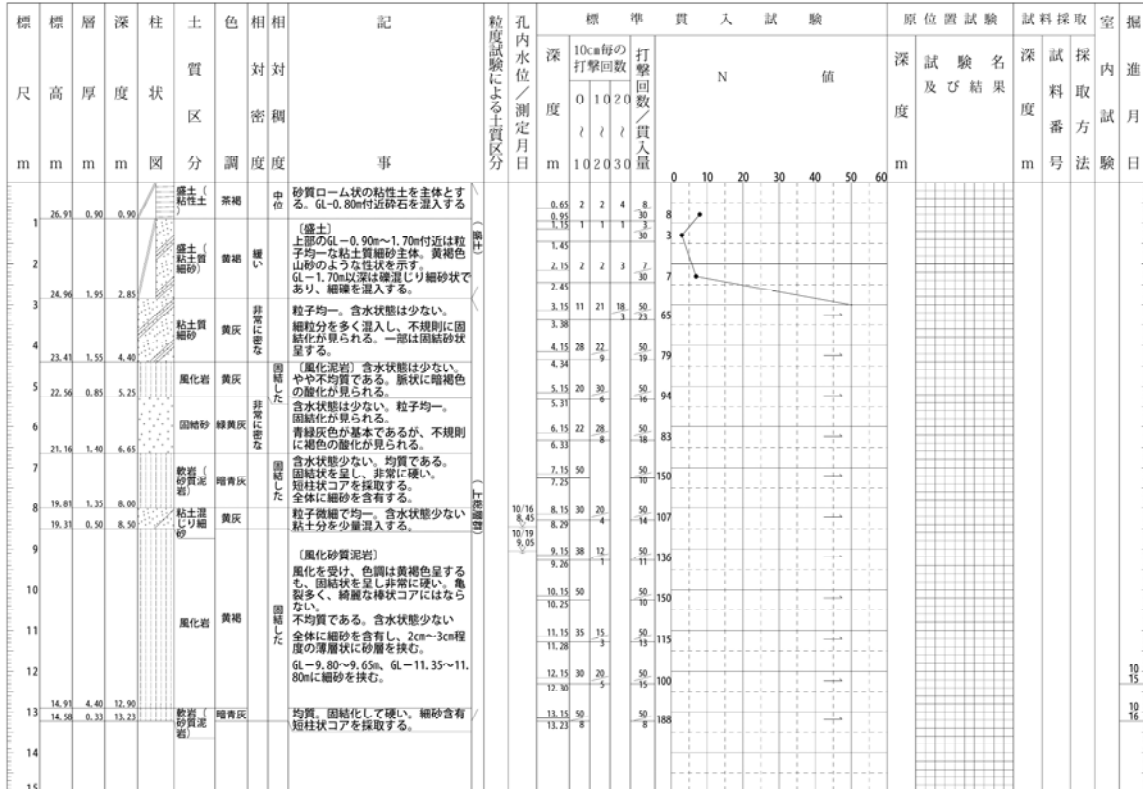 標尺 m
標高 m
層厚 m
深度 m
柱状図
土質区分
色調
相対密度
相対稠度
記事
粒度試験による土質区分
孔内水位/測定月日
標準貫入試験
深度 m
10cm毎の打撃回数
0~10
10~20
20~30
打撃回数/貫入量
N値
0 10 20 30 40 50 60
原位置試験
深度 m
試験名及び結果
試料採取
深度 m
試料番号
採取方法
室内試験
掘進月日
1
2
3
4
5
6
7
8
9
10
11
12
13
14
15
26.91 0.90 0.90
盛土(粘性土)
茶褐
中位
砂質ローム状の粘性土を主体とす
る。GL-0.80m付近砕石を混入する
24.96 1.95 2.85
盛土(粘土質細砂)
黄褐
緩い
〔盛土〕
上部のGL-0.90m~1.70m付近は粒
子均一な粘土質細砂主体。黄褐色
山砂のような性状を示す。
GL-1.70m以深は礫混じり細砂状で
あり、細礫を混入する。
(盛土)
23.41 1.55 4.40
粘土質細砂
黄灰
非常に密な
粒子均一。含水状態は少ない。
細粒分を多く混入し、不規則に固
結化が見られる。一部は固結砂状
呈する。
22.56 0.85 5.25
風化岩
黄灰
固結した
〔風化泥岩〕含水状態は少ない。
やや不均質である。脈状に暗褐色
の酸化が見られる。
21.16 1.40 6.65
固結砂
緑黄灰
非常に密な
含水状態は少ない。粒子均一。
固結化が見られる。
青緑灰色が基本であるが、不規則
に褐色の酸化が見られる。
19.81 1.35 8.00
軟岩(砂質泥岩)
暗青灰
固結した
含水状態少ない。均質である。
固結状を呈し、非常に硬い。
短柱状コアを採取する。
全体に細砂を含有する。
19.31 0.50 8.50
粘土混じり細砂
黄灰
粒子微細で均一。含水状態少ない
粘土分を少量混入する。
10/16
8.45
10/19
9.05
14.91 4.40 12.90
風化岩
黄褐
固結した
〔風化砂質泥岩〕
風化を受け、色調は黄褐色呈する
も、固結状を呈し非常に硬い。亀
裂多く、綺麗な棒状コアにはなら
ない。
不均質である。含水状態少ない
全体に細砂を含有し、2cm~3cm程
度の薄層状に砂層を挟む。
GL-9.80~9.65m、GL-11.35~11.
80mに細砂を挟む。
14.58 0.33 13.23
軟岩(砂質泥岩)
暗青灰
均質。固結化して硬い。細砂含有
短柱状コアを採取する。
0.65 2 2 4 8
0.95 30
8
1.15 1 1 1 3
1.45 30
3
2.15 2 2 3 7
2.45 30
7
3.15 11 21 18 50
3.38 3 23
65
4.15 28 22 50
4.34 9 19
79
5.15 20 30 50
5.31 6 16
94
6.15 22 28 50
6.33 8 18
83
7.15 50 50
7.25 10
150
8.15 30 20 50
8.29 4 14
107
9.15 38 12 50
9.26 1 11
136
10.15 50 50
10.25 10
150
11.15 35 15 50
11.28 3 13
115
12.15 30 20 50
12.30 5 15
100
13.15 50 50
13.23 8 8
188
10
15
10
16